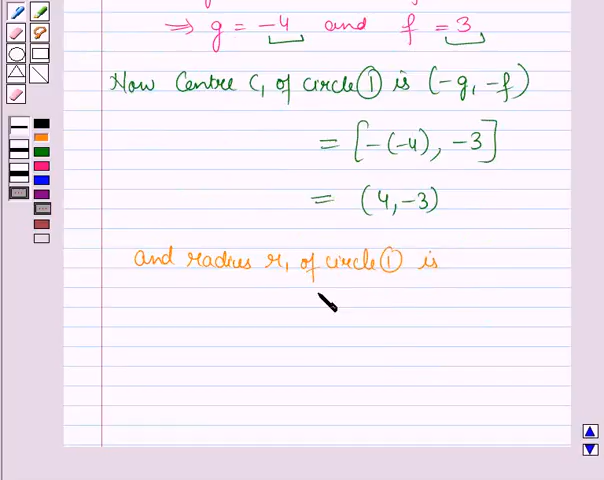 ⇒ g = -4 and f = 3
Now Centre C₁ of circle ① is (-g, -f)
= [-(-4), -3]
= (4, -3)
and radius r₁ of circle ① is